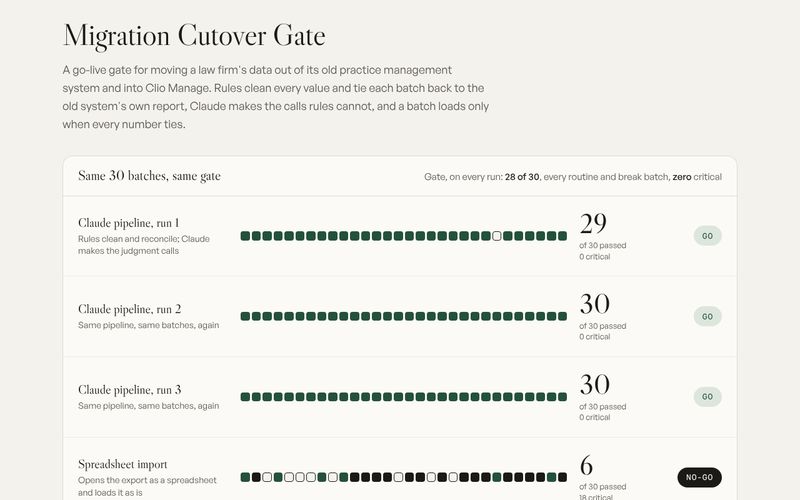 Migration Cutover Gate
A go-live gate for moving a law firm's data out of its old practice management
system and into Clio Manage. Rules clean every value and tie each batch back to the
old system's own report, Claude makes the calls rules cannot, and a batch loads only
when every number ties.
Same 30 batches, same gate
Gate, on every run: 28 of 30, every routine and break batch, zero critical
Claude pipeline, run 1
Rules clean and reconcile; Claude
makes the judgment calls
29
of 30 passed
0 critical
GO
Claude pipeline, run 2
Same pipeline, same batches, again
30
of 30 passed
0 critical
GO
Claude pipeline, run 3
Same pipeline, same batches, again
30
of 30 passed
0 critical
GO
Spreadsheet import
Opens the export as a spreadsheet
and loads it as is
6
of 30 passed
18 critical
NO-GO